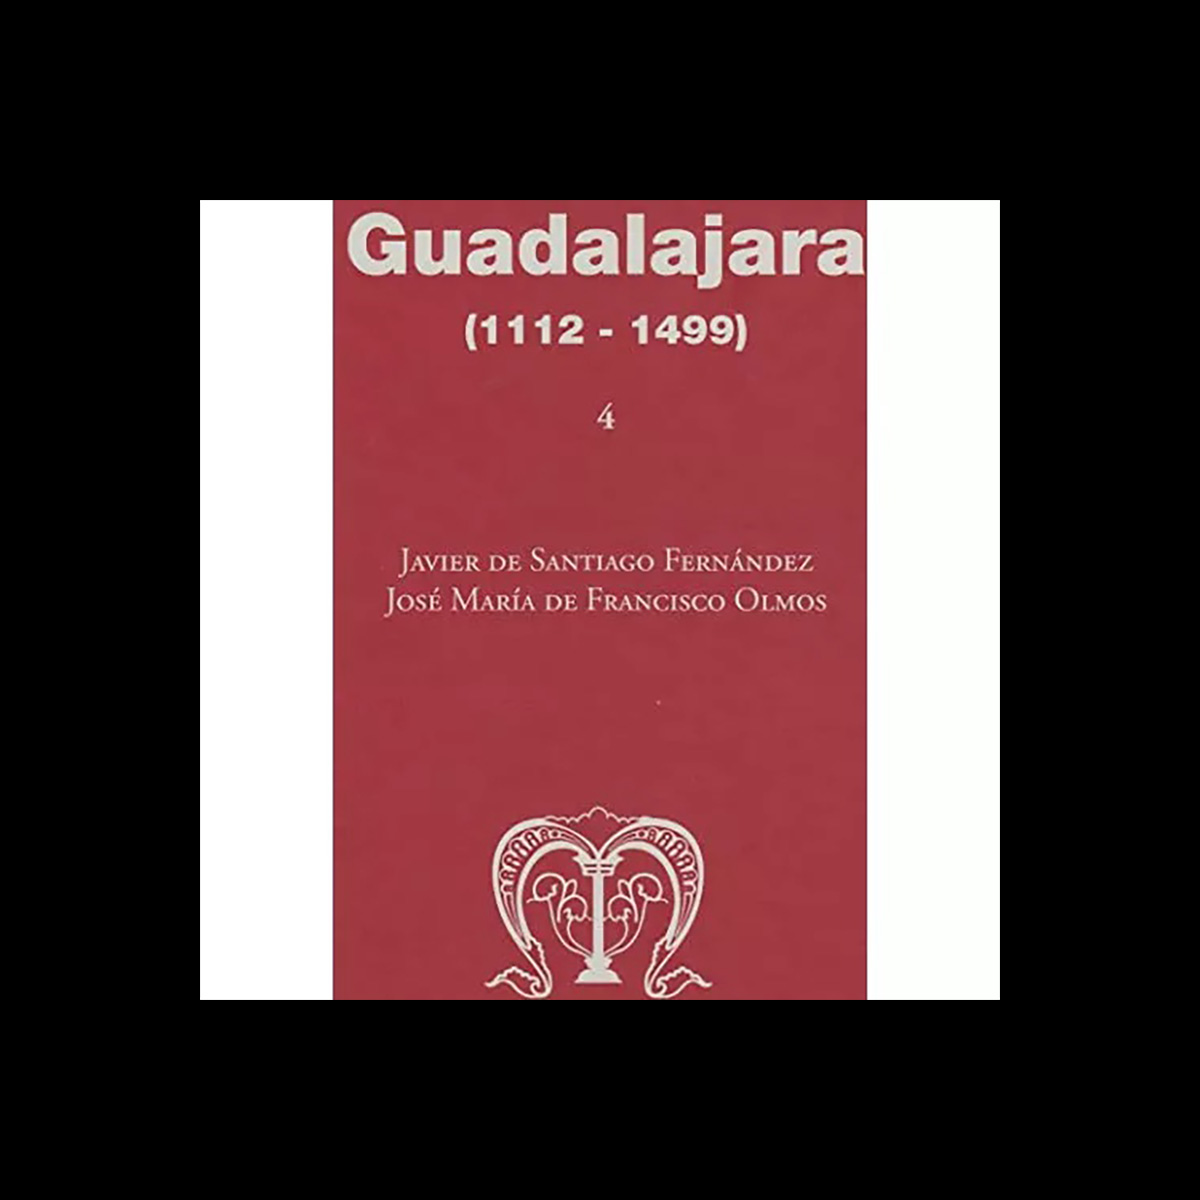 Guadalajara
(1112 - 1499)
4
JAVIER DE SANTIAGO FERNÁNDEZ
JOSÉ MARÍA DE FRANCISCO OLMOS